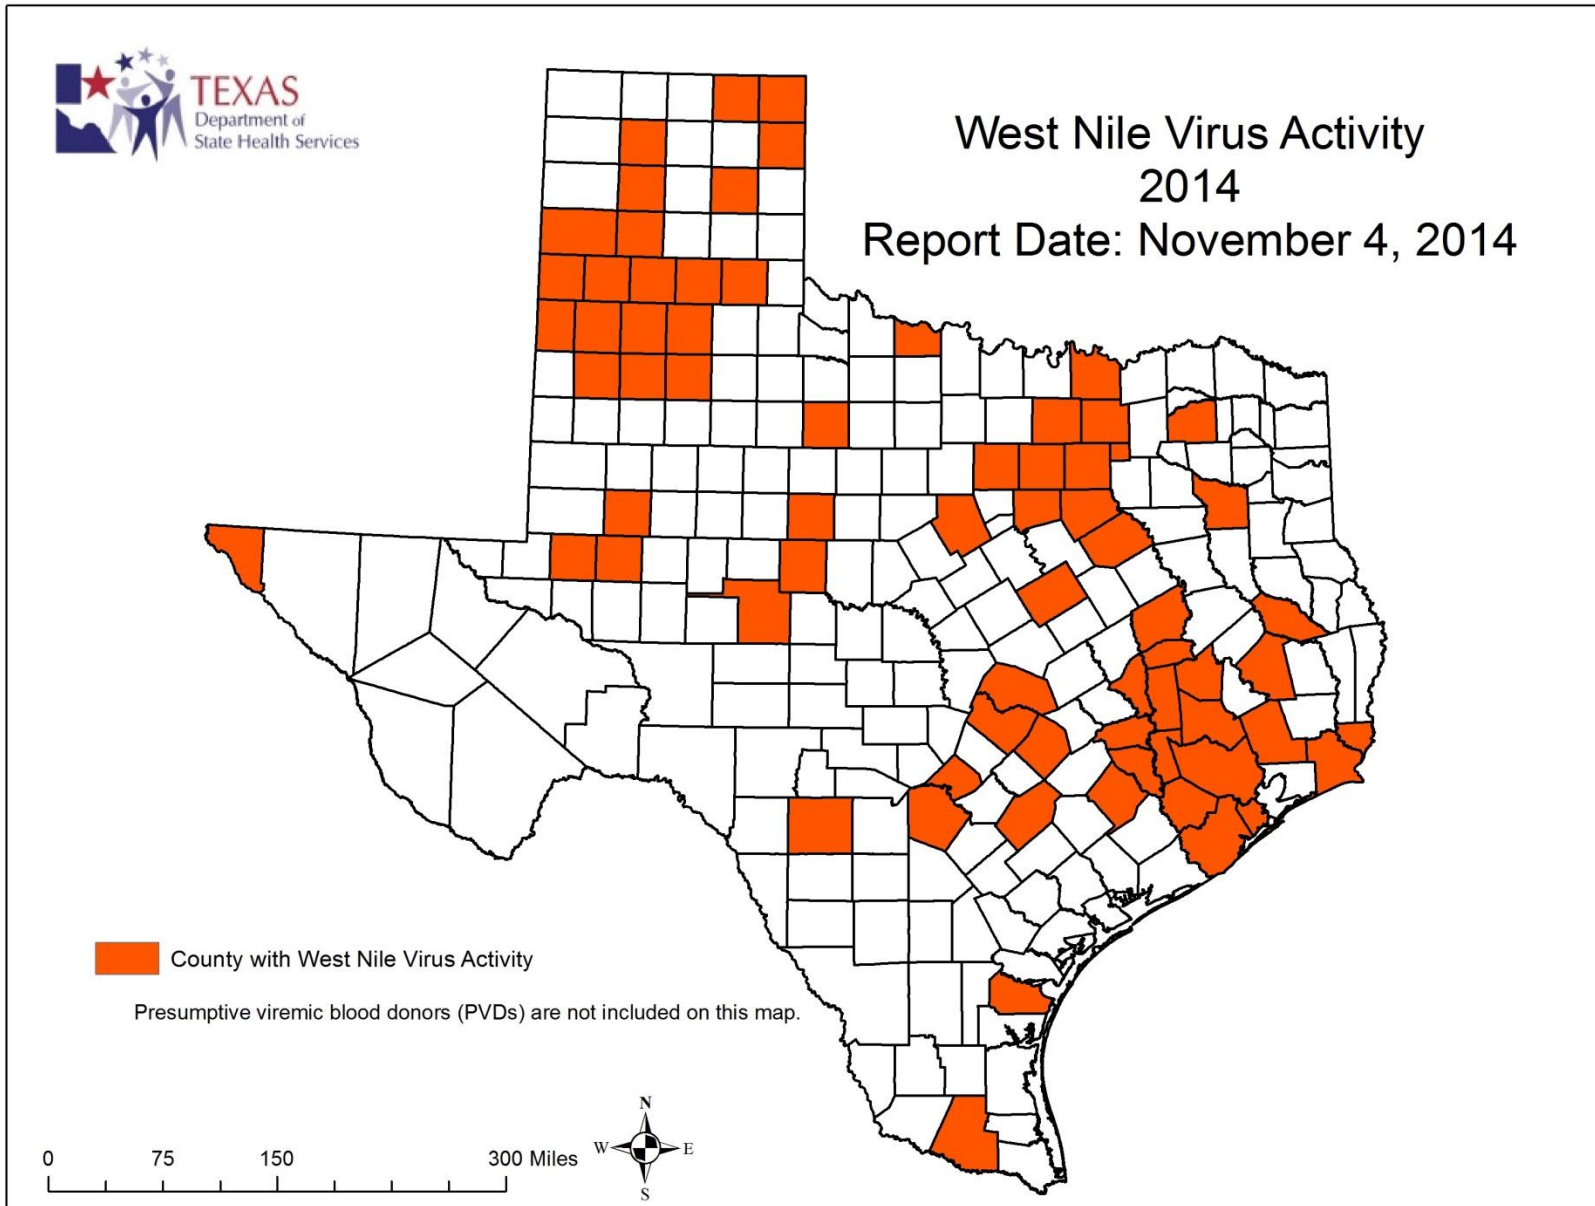 TEXAS
Department of
State Health Services
West Nile Virus Activity
2014
Report Date: November 4, 2014
County with West Nile Virus Activity
Presumptive viremic blood donors (PVDs) are not included on this map.
N
W E
S
0 75 150 300 Miles